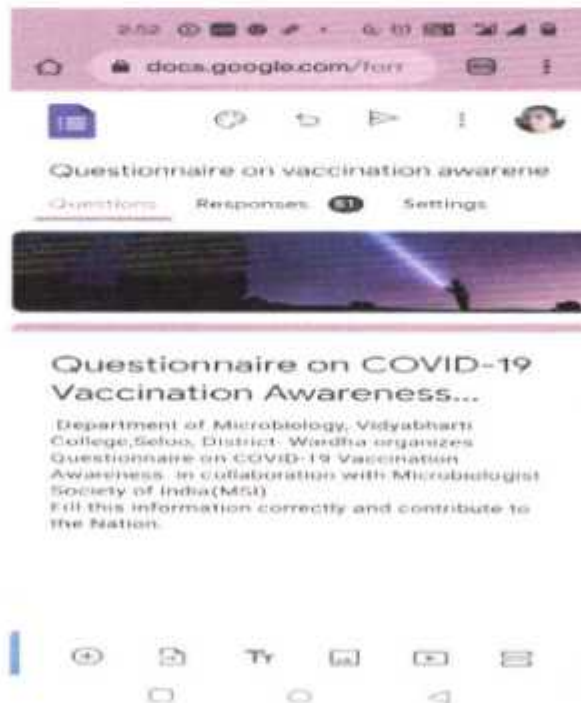 2:52
docs.google.com/forr
Questionnaire on vaccination awarene
Questions Responses 51 Settings
Questionnaire on COVID-19
Vaccination Awareness...
Department of Microbiology, Vidyabharti
College,Seloo, District- Wardha organizes
Questionnaire on COVID-19 Vaccination
Awareness in collaboration with Microbiologist
Society of India(MSI)
Fill this information correctly and contribute to
the Nation.
Tr